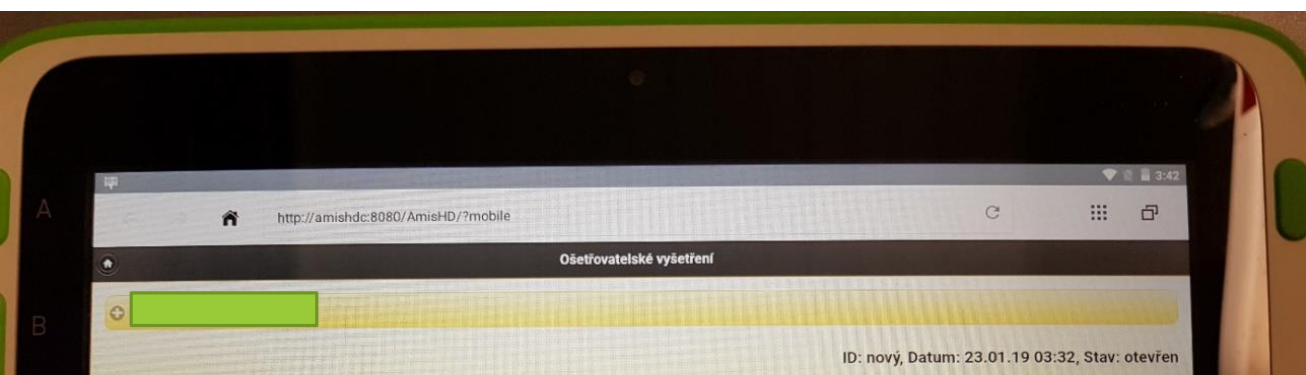 3:42
A
http://amishdc:8080/AmisHD/?mobile
Ošetřovatelské vyšetření
B
ID: nový, Datum: 23.01.19 03:32, Stav: otevřen